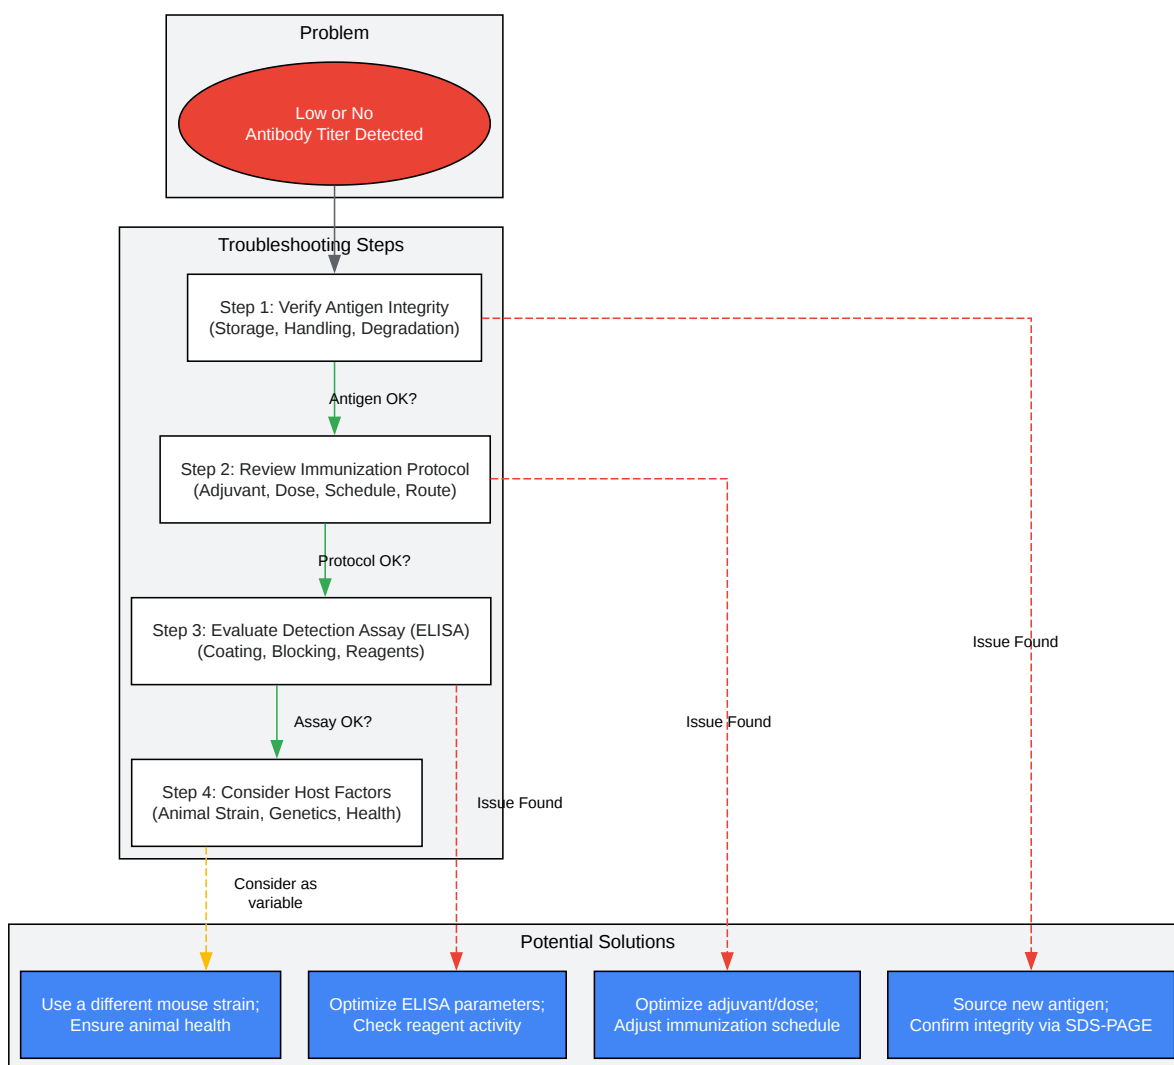 Problem
Low or No
Antibody Titer Detected
Troubleshooting Steps
Step 1: Verify Antigen Integrity
(Storage, Handling, Degradation)
Antigen OK?
Step 2: Review Immunization Protocol
(Adjuvant, Dose, Schedule, Route)
Protocol OK?
Step 3: Evaluate Detection Assay (ELISA)
(Coating, Blocking, Reagents)
Issue Found
Assay OK?
Issue Found
Step 4: Consider Host Factors
(Animal Strain, Genetics, Health)
Issue Found
Consider as
variable
Potential Solutions
Use a different mouse strain;
Ensure animal health
Optimize ELISA parameters;
Check reagent activity
Optimize adjuvant/dose;
Adjust immunization schedule
Source new antigen;
Confirm integrity via SDS-PAGE